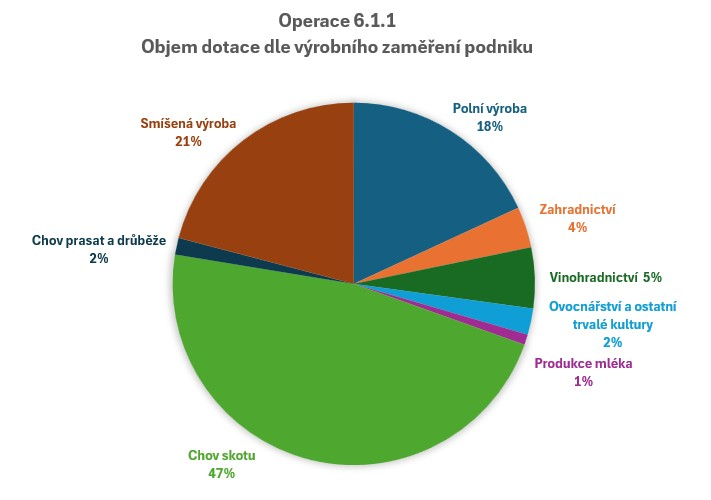 Operace 6.1.1
Objem dotace dle výrobního zaměření podniku
Polní výroba
18%
Smíšená výroba
21%
Zahradnictví
4%
Chov prasat a drůběže
2%
Vinohradnictví 5%
Ovocnářství a ostatní
trvalé kultury
2%
Produkce mléka
1%
Chov skotu
47%